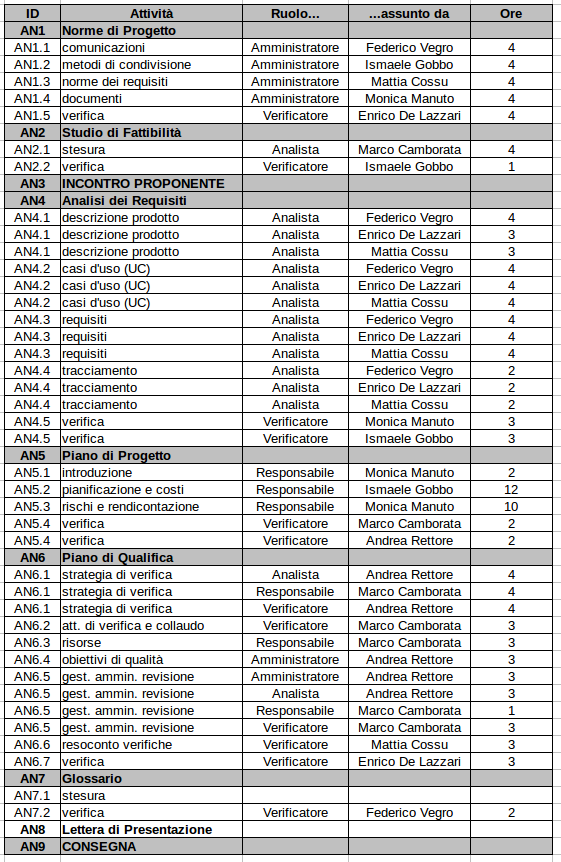 ID Attività Ruolo... ...assunto da Ore
AN1 Norme di Progetto
AN1.1 comunicazioni Amministratore Federico Vegro 4
AN1.2 metodi di condivisione Amministratore Ismaele Gobbo 4
AN1.3 norme dei requisiti Amministratore Mattia Cossu 4
AN1.4 documenti Amministratore Monica Manuto 4
AN1.5 verifica Verificatore Enrico De Lazzari 4
AN2 Studio di Fattibilità
AN2.1 stesura Analista Marco Camborata 4
AN2.2 verifica Verificatore Ismaele Gobbo 1
AN3 INCONTRO PROPONENTE
AN4 Analisi dei Requisiti
AN4.1 descrizione prodotto Analista Federico Vegro 4
AN4.1 descrizione prodotto Analista Enrico De Lazzari 3
AN4.1 descrizione prodotto Analista Mattia Cossu 3
AN4.2 casi d'uso (UC) Analista Federico Vegro 4
AN4.2 casi d'uso (UC) Analista Enrico De Lazzari 4
AN4.2 casi d'uso (UC) Analista Mattia Cossu 4
AN4.3 requisiti Analista Federico Vegro 4
AN4.3 requisiti Analista Enrico De Lazzari 4
AN4.3 requisiti Analista Mattia Cossu 4
AN4.4 tracciamento Analista Federico Vegro 2
AN4.4 tracciamento Analista Enrico De Lazzari 2
AN4.4 tracciamento Analista Mattia Cossu 2
AN4.5 verifica Verificatore Monica Manuto 3
AN4.5 verifica Verificatore Ismaele Gobbo 3
AN5 Piano di Progetto
AN5.1 introduzione Responsabile Monica Manuto 2
AN5.2 pianificazione e costi Responsabile Ismaele Gobbo 12
AN5.3 rischi e rendicontazione Responsabile Monica Manuto 10
AN5.4 verifica Verificatore Marco Camborata 2
AN5.4 verifica Verificatore Andrea Rettore 2
AN6 Piano di Qualifica
AN6.1 strategia di verifica Analista Andrea Rettore 4
AN6.1 strategia di verifica Responsabile Marco Camborata 4
AN6.1 strategia di verifica Verificatore Andrea Rettore 4
AN6.2 att. di verifica e collaudo Verificatore Marco Camborata 3
AN6.3 risorse Responsabile Marco Camborata 3
AN6.4 obiettivi di qualità Amministratore Andrea Rettore 3
AN6.5 gest. ammin. revisione Amministratore Andrea Rettore 3
AN6.5 gest. ammin. revisione Analista Andrea Rettore 3
AN6.5 gest. ammin. revisione Responsabile Marco Camborata 1
AN6.5 gest. ammin. revisione Verificatore Marco Camborata 3
AN6.6 resoconto verifiche Verificatore Mattia Cossu 3
AN6.7 verifica Verificatore Enrico De Lazzari 3
AN7 Glossario
AN7.1 stesura
AN7.2 verifica Verificatore Federico Vegro 2
AN8 Lettera di Presentazione
AN9 CONSEGNA